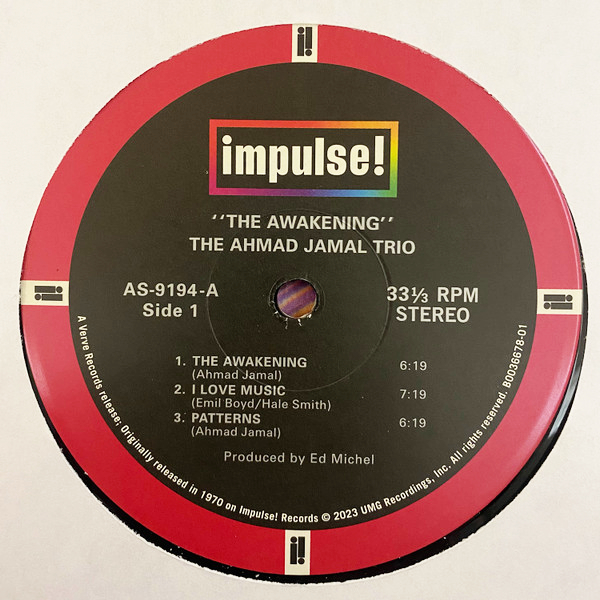 i!
impulse!
"THE AWAKENING"
THE AHMAD JAMAL TRIO
AS-9194-A
Side 1
33⅓ RPM
STEREO
i!
i!
1. THE AWAKENING 6:19
(Ahmad Jamal)
2. I LOVE MUSIC 7:19
(Emil Boyd/Hale Smith)
3. PATTERNS 6:19
(Ahmad Jamal)
Produced by Ed Michel
A Verve Records release; Originally released in 1970 on Impulse! Records © 2023 UMG Recordings, Inc. All rights reserved. B0036678-01
i!